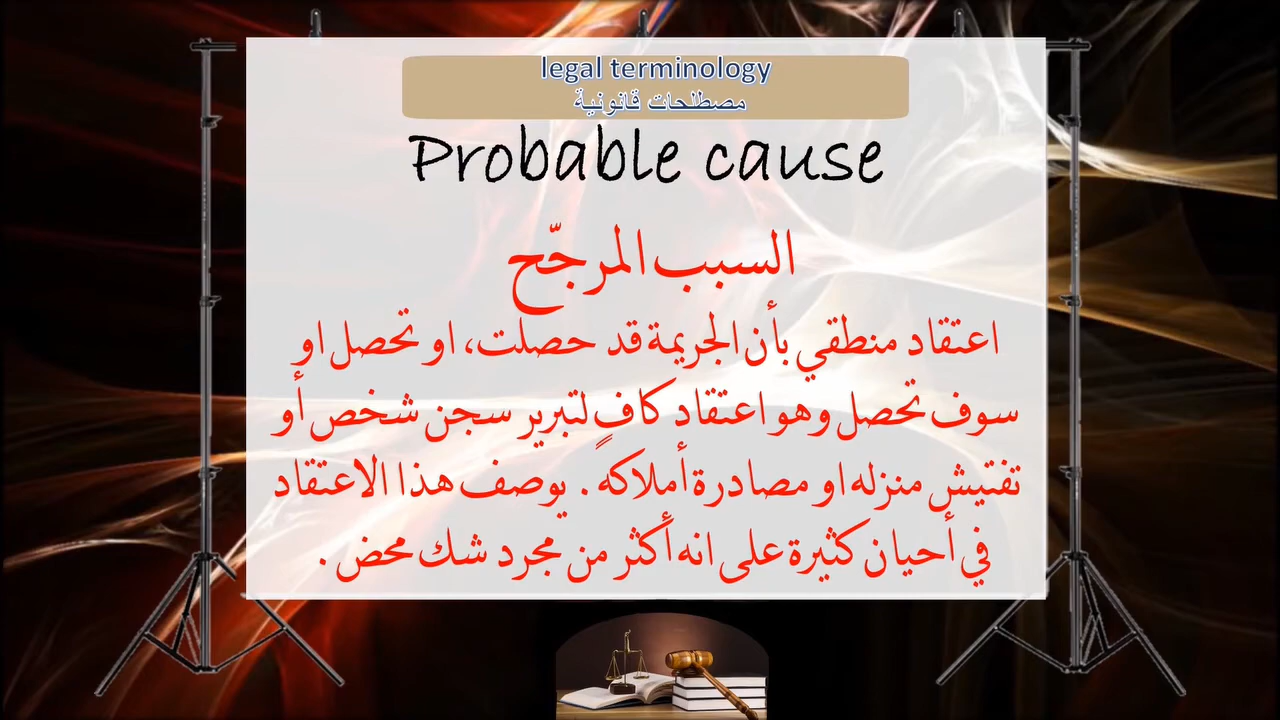 legal terminology
مصطلحات قانونية
Probable cause
السبب المرجّح
اعتقاد منطقي بأن الجريمة قد حصلت، او تحصل او
سوف تحصل وهو اعتقاد كافٍ لتبرير سجن شخص أو
تفتيش منزله او مصادرة أملاكه . يوصف هذا الاعتقاد
في أحيان كثيرة على انه أكثر من مجرد شك محض .